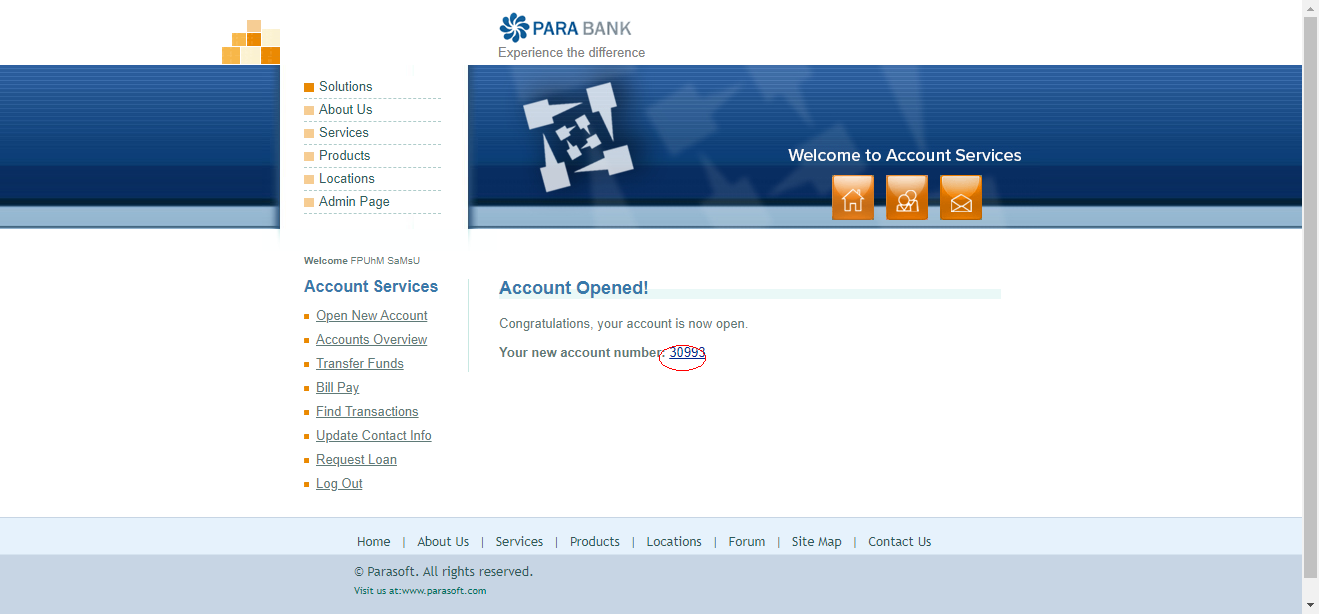 PARA BANK
Experience the difference
Solutions
About Us
Services
Products
Locations
Admin Page
Welcome to Account Services
Welcome FPUhM SaMsU
Account Services
Open New Account
Accounts Overview
Transfer Funds
Bill Pay
Find Transactions
Update Contact Info
Request Loan
Log Out
Account Opened!
Congratulations, your account is now open.
Your new account number: 30993
Home | About Us | Services | Products | Locations | Forum | Site Map | Contact Us
© Parasoft. All rights reserved.
Visit us at:www.parasoft.com